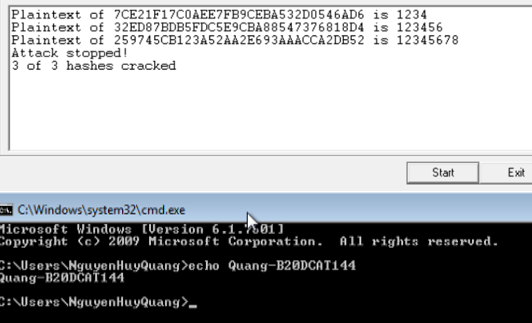 Plaintext of 7CE21F17C0AEE7FB9CEBA532D0546AD6 is 1234
Plaintext of 32ED87BDB5FDC5E9CBA88547376818D4 is 123456
Plaintext of 259745CB123A52AA2E693AAACCA2DB52 is 12345678
Attack stopped!
3 of 3 hashes cracked
Start
Exit
C:\Windows\system32\cmd.exe
Microsoft Windows [Version 6.1.7601]
Copyright (c) 2009 Microsoft Corporation. All rights reserved.
C:\Users\NguyenHuyQuang>echo Quang-B20DCAT144
Quang-B20DCAT144
C:\Users\NguyenHuyQuang>_